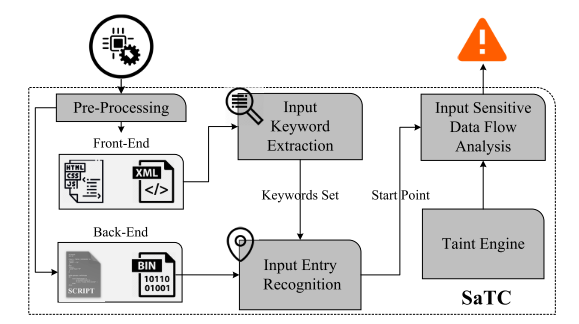 Pre-Processing
Front-End
HTML
CSS
JS
XML
</>
Input
Keyword
Extraction
Input Sensitive
Data Flow
Analysis
Keywords Set
Start Point
Back-End
SCRIPT
BIN
10110
01001
Input Entry
Recognition
Taint Engine
SaTC